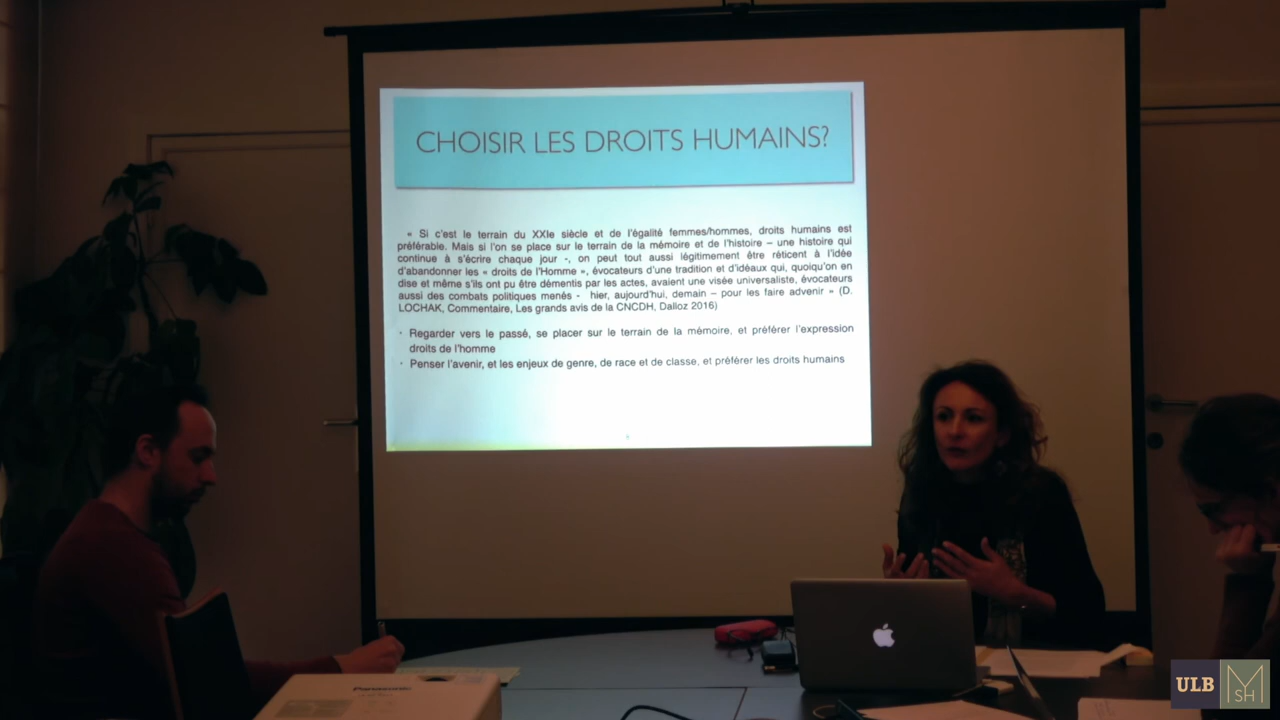 CHOISIR LES DROITS HUMAINS?
« Si c'est le terrain du XXIe siècle et de l'égalité femmes/hommes, droits humains est
préférable. Mais si l'on se place sur le terrain de la mémoire et de l'histoire – une histoire qui
continue à s'écrire chaque jour -, on peut tout aussi légitimement être réticent à l'idée
d'abandonner les « droits de l'Homme », évocateurs d'une tradition et d'idéaux qui, quoiqu'on en
dise et même s'ils ont pu être démentis par les actes, avaient une visée universaliste, évocateurs
aussi des combats politiques menés - hier, aujourd'hui, demain – pour les faire advenir » (D.
LOCHAK, Commentaire, Les grands avis de la CNCDH, Dalloz 2016)
· Regarder vers le passé, se placer sur le terrain de la mémoire, et préférer l'expression
droits de l'homme
· Penser l'avenir, et les enjeux de genre, de race et de classe, et préférer les droits humains
Panasonic
ULB MSH